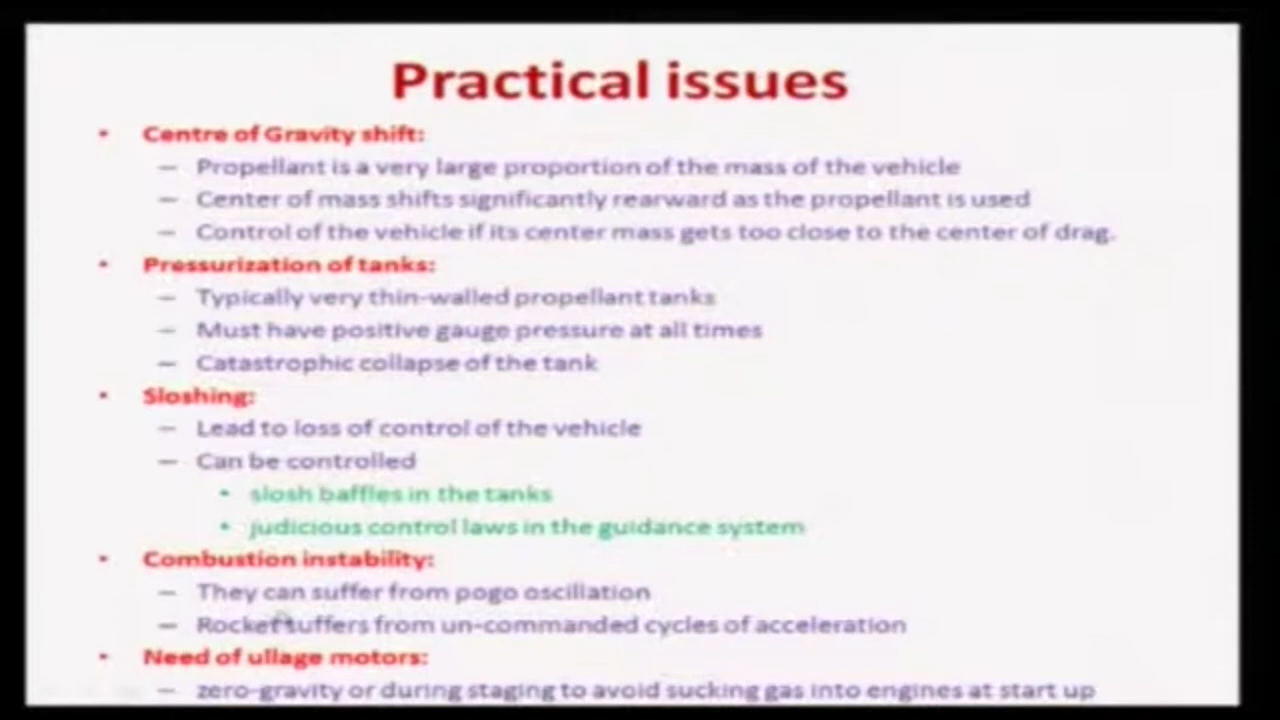 Practical issues
• Centre of Gravity shift:
– Propellant is a very large proportion of the mass of the vehicle
– Center of mass shifts significantly rearward as the propellant is used
– Control of the vehicle if its center mass gets too close to the center of drag.
• Pressurization of tanks:
– Typically very thin-walled propellant tanks
– Must have positive gauge pressure at all times
– Catastrophic collapse of the tank
• Sloshing:
– Lead to loss of control of the vehicle
– Can be controlled
• slosh baffles in the tanks
• judicious control laws in the guidance system
• Combustion instability:
– They can suffer from pogo oscillation
– Rocket suffers from un-commanded cycles of acceleration
• Need of ullage motors:
– zero-gravity or during staging to avoid sucking gas into engines at start up